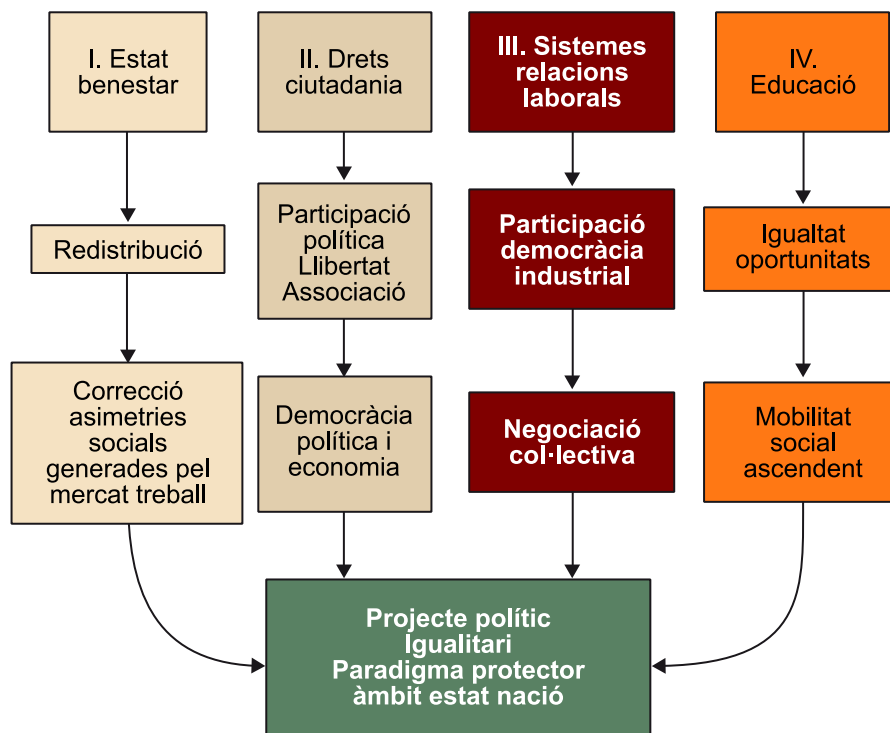 I. Estat
benestar
II. Drets
ciutadania
III. Sistemes
relacions
laborals
IV.
Educació
Redistribució
Participació
política
Llibertat
Associació
Participació
democràcia
industrial
Igualtat
oportunitats
Correcció
asimetries
socials
generades pel
mercat treball
Democràcia
política i
economia
Negociació
col·lectiva
Mobilitat
social
ascendent
Projecte polític
Igualitari
Paradigma protector
àmbit estat nació